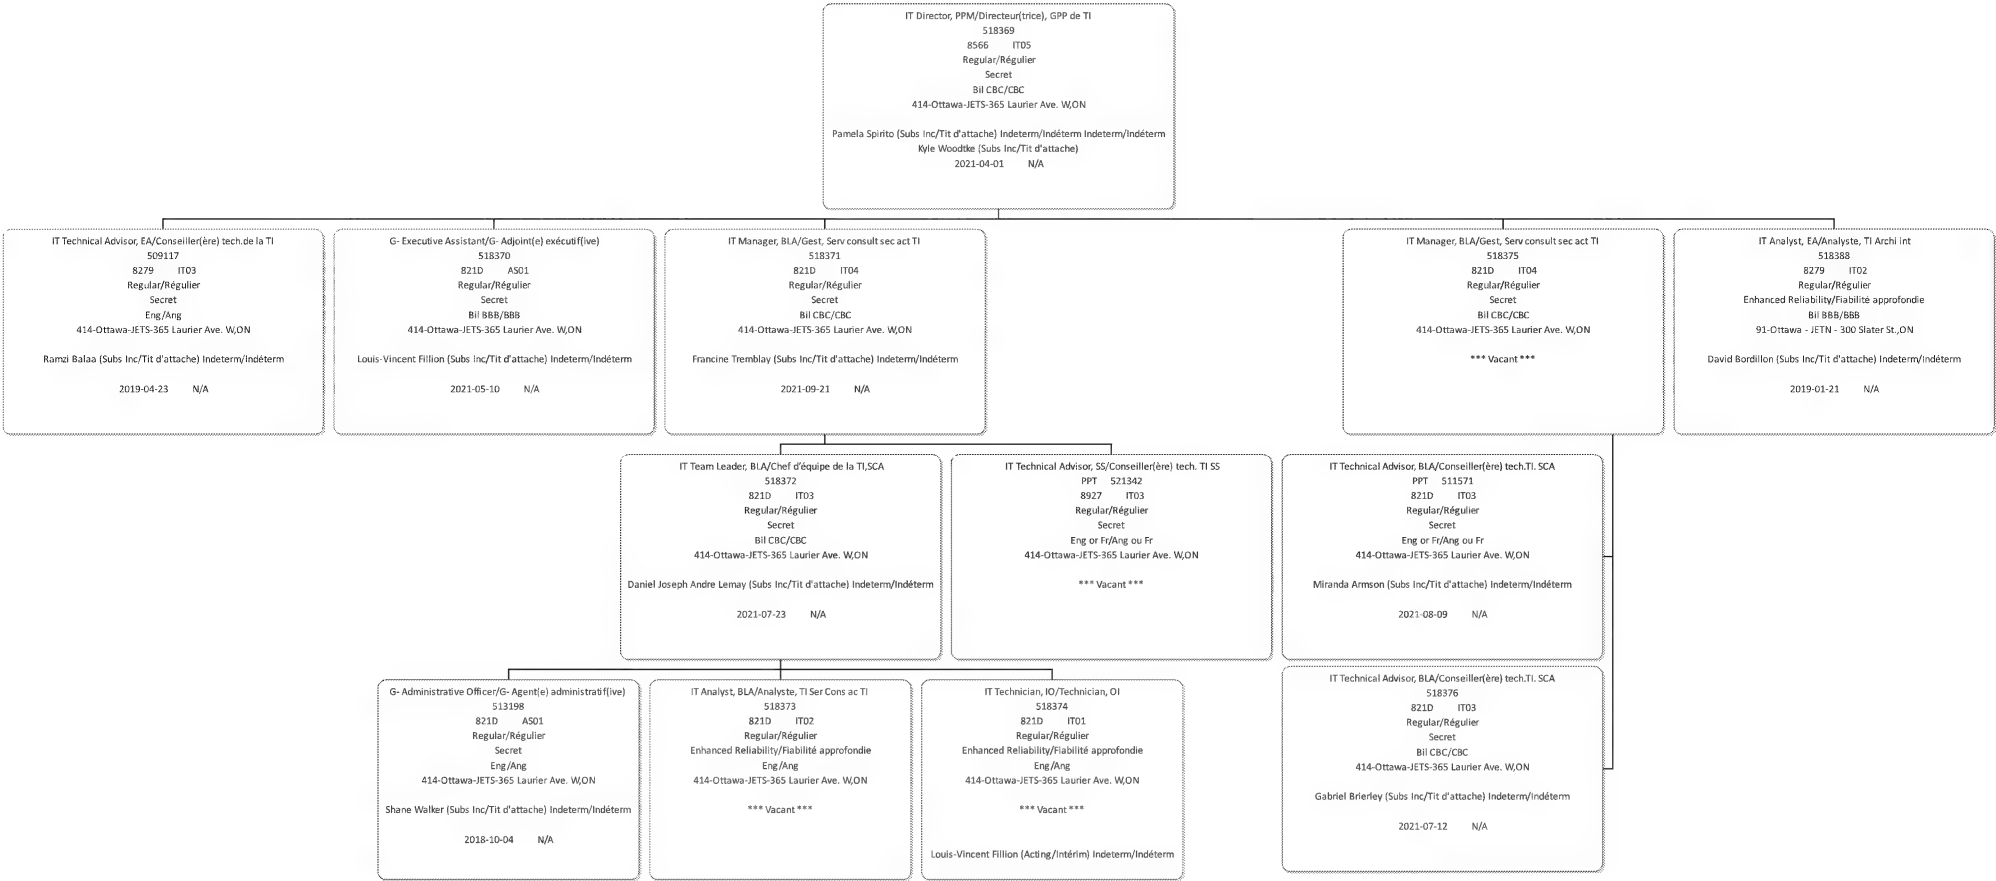 IT Director, PPM/Directeur(trice), GPP de TI
518369
8566 IT05
Regular/Régulier
Secret
Bil CBC/CBC
414-Ottawa-JETS-365 Laurier Ave. W,ON
Pamela Spirito (Subs Inc/Tit d'attache) Indeterm/Indéterm Indeterm/Indéterm
Kyle Woodtke (Subs Inc/Tit d'attache)
2021-04-01 N/A
IT Technical Advisor, EA/Conseiller(ère) tech.de la TI
509117
8279 IT03
Regular/Régulier
Secret
Eng/Ang
414-Ottawa-JETS-365 Laurier Ave. W,ON
Ramzi Balaa (Subs Inc/Tit d'attache) Indeterm/Indéterm
2019-04-23 N/A
G- Executive Assistant/G- Adjoint(e) exécutif(ive)
518370
821D AS01
Regular/Régulier
Secret
Bil BBB/BBB
414-Ottawa-JETS-365 Laurier Ave. W,ON
Louis-Vincent Fillion (Subs Inc/Tit d'attache) Indeterm/Indéterm
2021-05-10 N/A
IT Manager, BLA/Gest, Serv consult sec act TI
518371
821D IT04
Regular/Régulier
Secret
Bil CBC/CBC
414-Ottawa-JETS-365 Laurier Ave. W,ON
Francine Tremblay (Subs Inc/Tit d'attache) Indeterm/Indéterm
2021-09-21 N/A
IT Manager, BLA/Gest, Serv consult sec act TI
518375
821D IT04
Regular/Régulier
Secret
Bil CBC/CBC
414-Ottawa-JETS-365 Laurier Ave. W,ON
*** Vacant ***
IT Analyst, EA/Analyste, TI Archi int
518388
8279 IT02
Regular/Régulier
Enhanced Reliability/Fiabilité approfondie
Bil BBB/BBB
91-Ottawa - JETN - 300 Slater St.,ON
David Bordillon (Subs Inc/Tit d'attache) Indeterm/Indéterm
2019-01-21 N/A
IT Team Leader, BLA/Chef d'équipe de la TI,SCA
518372
821D IT03
Regular/Régulier
Secret
Bil CBC/CBC
414-Ottawa-JETS-365 Laurier Ave. W,ON
Daniel Joseph Andre Lemay (Subs Inc/Tit d'attache) Indeterm/Indéterm
2021-07-23 N/A
IT Technical Advisor, SS/Conseiller(ère) tech. TI SS
PPT 521342
8927 IT03
Regular/Régulier
Secret
Eng or Fr/Ang ou Fr
414-Ottawa-JETS-365 Laurier Ave. W,ON
*** Vacant ***
IT Technical Advisor, BLA/Conseiller(ère) tech.TI. SCA
PPT 511571
821D IT03
Regular/Régulier
Secret
Eng or Fr/Ang ou Fr
414-Ottawa-JETS-365 Laurier Ave. W,ON
Miranda Armson (Subs Inc/Tit d'attache) Indeterm/Indéterm
2021-08-09 N/A
G- Administrative Officer/G- Agent(e) administratif(ive)
513198
821D AS01
Regular/Régulier
Secret
Eng/Ang
414-Ottawa-JETS-365 Laurier Ave. W,ON
Shane Walker (Subs Inc/Tit d'attache) Indeterm/Indéterm
2018-10-04 N/A
IT Analyst, BLA/Analyste, TI Ser Cons ac TI
518373
821D IT02
Regular/Régulier
Enhanced Reliability/Fiabilité approfondie
Eng/Ang
414-Ottawa-JETS-365 Laurier Ave. W,ON
*** Vacant ***
IT Technician, IO/Technician, OI
518374
821D IT01
Regular/Régulier
Enhanced Reliability/Fiabilité approfondie
Eng/Ang
414-Ottawa-JETS-365 Laurier Ave. W,ON
*** Vacant ***
Louis-Vincent Fillion (Acting/Intérim) Indeterm/Indéterm
IT Technical Advisor, BLA/Conseiller(ère) tech.TI. SCA
518376
821D IT03
Regular/Régulier
Secret
Bil CBC/CBC
414-Ottawa-JETS-365 Laurier Ave. W,ON
Gabriel Brierley (Subs Inc/Tit d'attache) Indeterm/Indéterm
2021-07-12 N/A